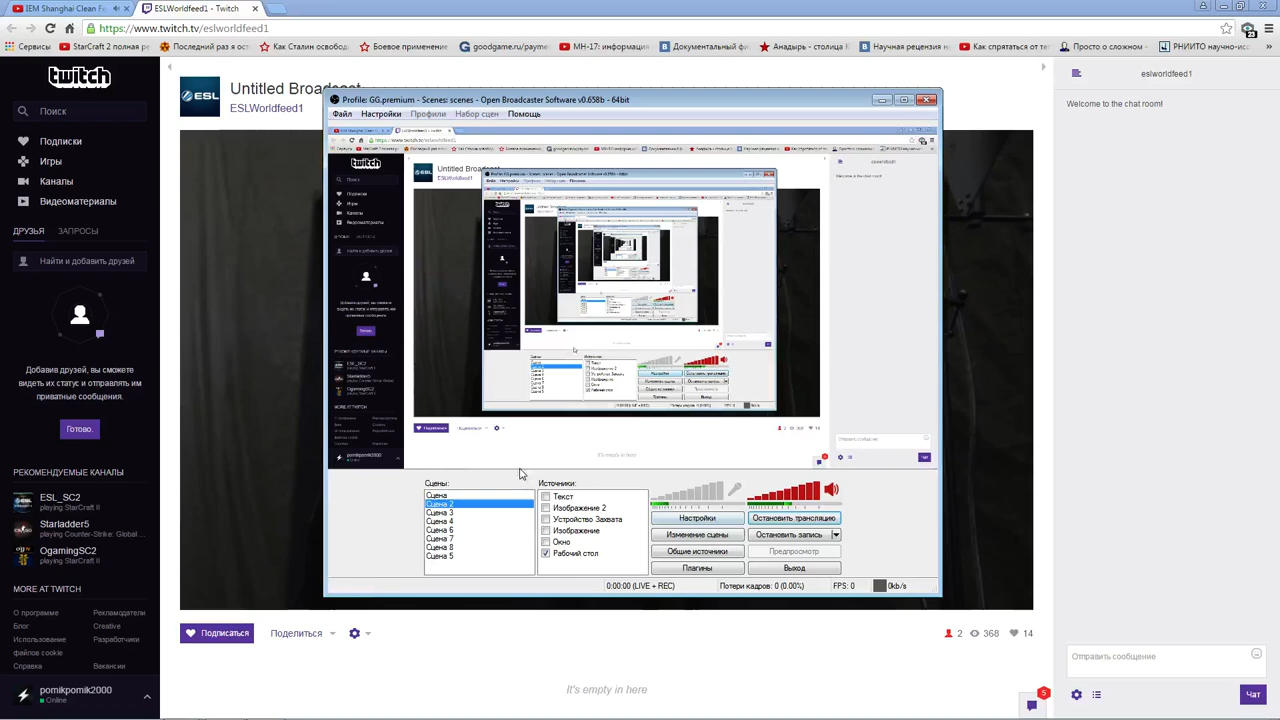 IEM Shanghai Clean Fe
ESLWorldfeed1 - Twitch
https://www.twitch.tv/eslworldfeed1
Сервисы
StarCraft 2 полная ре
Последний раз я ост
Как Сталин освобод
Боевое применение
goodgame.ru/payme
МН-17: информация
Документальный фи
Анадырь - столица К
Научная рецензия н
Как спрятаться от те
Просто о сложном
РНИИТО научно-исс
twitch
Поиск
Подписки
Игры
Каналы
ДРУЗЬЯ
ЗАПРОСЫ
Найти и добавить друзей
Добавив друга, вы сможете
видеть их статус и отправлять им
приватные сообщения.
Готово.
РЕКОМЕНДУЕМЫЕ КАНАЛЫ
ESL_SC2
playing StarCraft II
Starladder5
playing Counter-Strike: Global ...
OgamingSC2
playing StarCraft II
MORE AT TWITCH
О программе
Рекламодатели
Блог
Creative
Использование
файлов cookie
Разработчики
Справка
Вакансии
pomikpomik2000
Online
ESL
Untitled Broadcast
ESLWorldfeed1
Profile: GG.premium - Scenes: scenes - Open Broadcaster Software v0.658b - 64bit
Файл
Настройки
Профили
Набор сцен
Помощь
Сцены:
Сцена
Сцена 2
Сцена 3
Сцена 4
Сцена 6
Сцена 7
Сцена 8
Сцена 5
Источники:
Текст
Изображение 2
Устройство Захвата
Изображение
Окно
Рабочий стол
Настройки
Остановить трансляцию
Изменение сцены
Остановить запись
Общие источники
Предпросмотр
Плагины
Выход
0:00:00 (LIVE + REC)
Потери кадров: 0 (0.00%)
FPS: 0
0kb/s
Подписаться
Поделиться
2
368
14
It's empty in here
eslworldfeed1
Welcome to the chat room!
Отправить сообщение
Чат
5